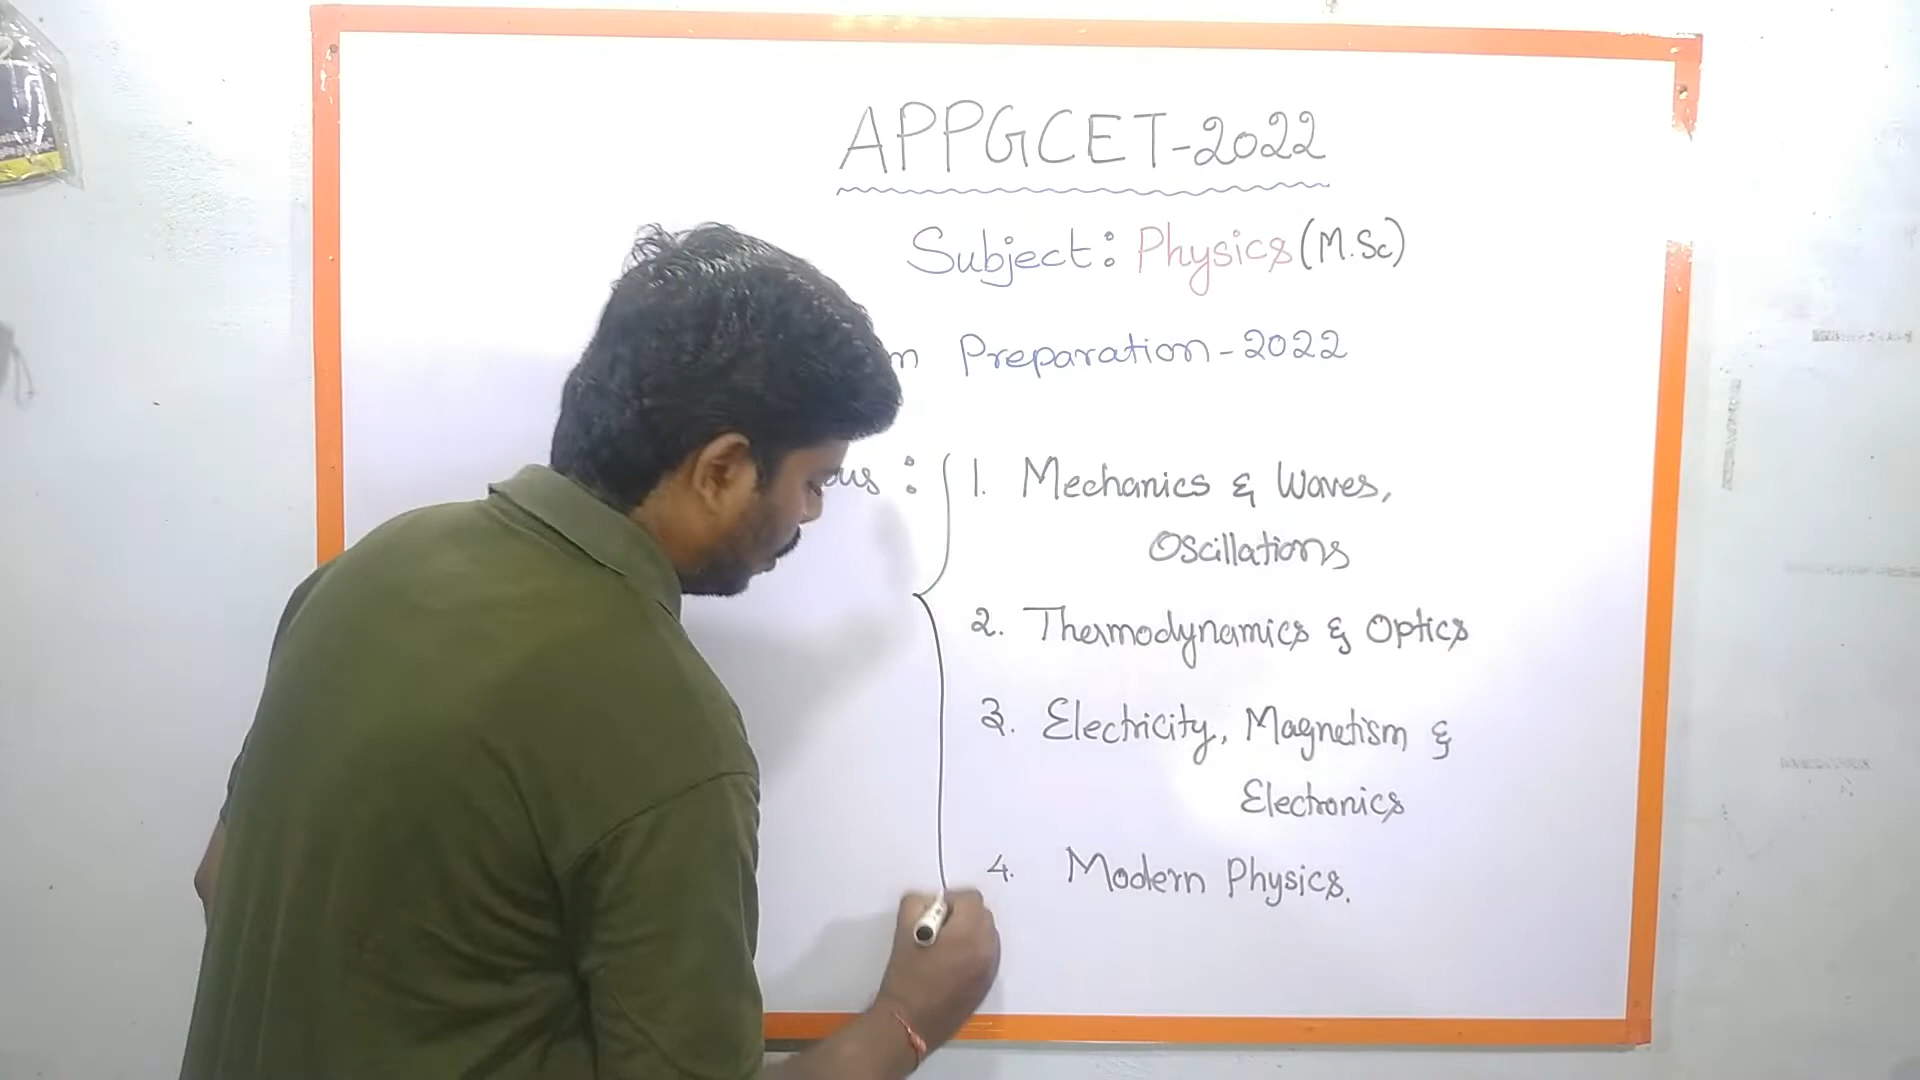 APPGCET-2022
Subject: Physics (M.Sc)
Preparation-2022
1. Mechanics & Waves,
Oscillations
2. Thermodynamics & Optics
3. Electricity, Magnetism &
Electronics
4. Modern Physics.